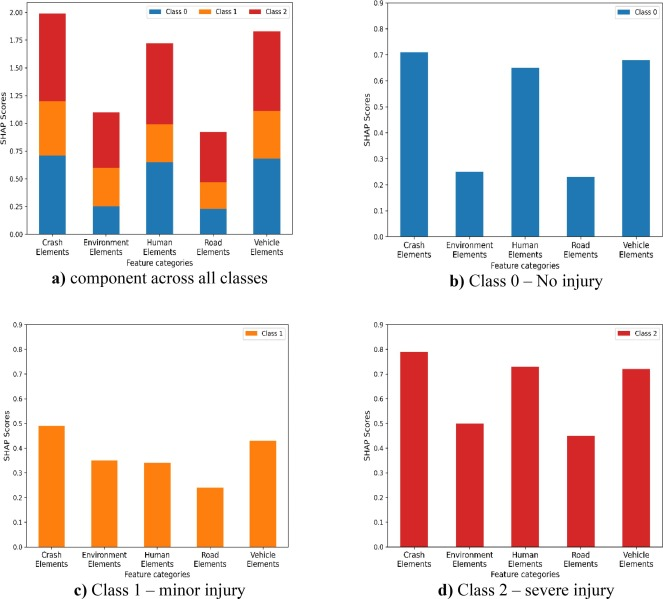 Class 0 Class 1 Class 2
2.00
1.75
1.50
1.25
1.00
0.75
0.50
0.25
0.00
SHAP Scores
Crash Elements
Environment Elements
Human Elements
Road Elements
Vehicle Elements
Feature categories
a) component across all classes
Class 0
0.9
0.8
0.7
0.6
0.5
0.4
0.3
0.2
0.1
0.0
SHAP Scores
Crash Elements
Environment Elements
Human Elements
Road Elements
Vehicle Elements
Feature categories
b) Class 0 – No injury
Class 1
0.9
0.8
0.7
0.6
0.5
0.4
0.3
0.2
0.1
0.0
SHAP Scores
Crash Elements
Environment Elements
Human Elements
Road Elements
Vehicle Elements
Feature categories
c) Class 1 – minor injury
Class 2
0.9
0.8
0.7
0.6
0.5
0.4
0.3
0.2
0.1
0.0
SHAP Scores
Crash Elements
Environment Elements
Human Elements
Road Elements
Vehicle Elements
Feature categories
d) Class 2 – severe injury